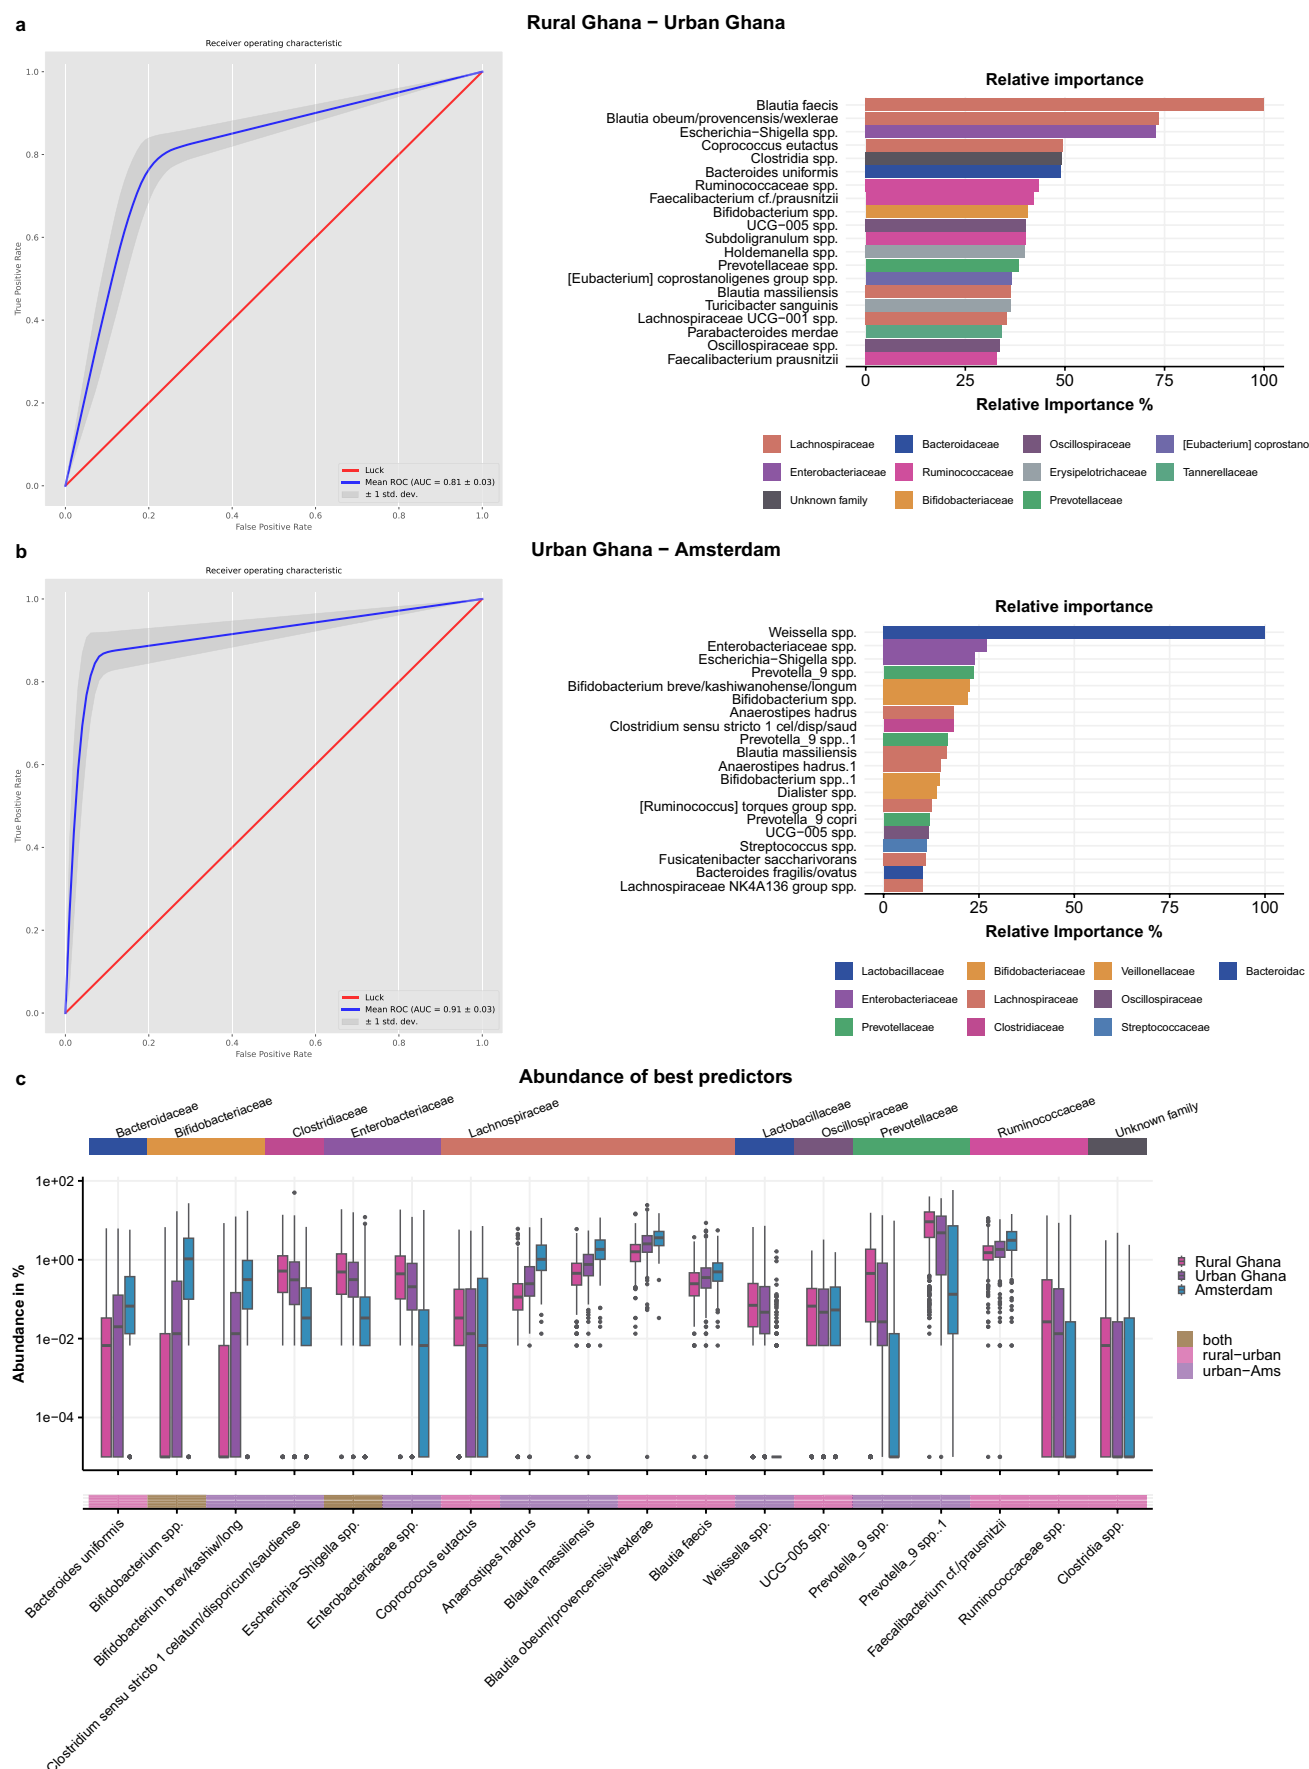 a
Rural Ghana − Urban Ghana
Receiver operating characteristic
True Positive Rate
1.0
0.8
0.6
0.4
0.2
0.0
0.0
0.2
0.4
0.6
0.8
1.0
False Positive Rate
Luck
Mean ROC (AUC = 0.81 ± 0.03)
± 1 std. dev.
Relative importance
Blautia faecis
Blautia obeum/provencensis/wexlerae
Escherichia−Shigella spp.
Coprococcus eutactus
Clostridia spp.
Bacteroides uniformis
Ruminococcaceae spp.
Faecalibacterium cf./prausnitzii
Bifidobacterium spp.
UCG−005 spp.
Subdoligranulum spp.
Holdemanella spp.
Prevotellaceae spp.
[Eubacterium] coprostanoligenes group spp.
Blautia massiliensis
Turicibacter sanguinis
Lachnospiraceae UCG−001 spp.
Parabacteroides merdae
Oscillospiraceae spp.
Faecalibacterium prausnitzii
0
25
50
75
100
Relative Importance %
Lachnospiraceae
Bacteroidaceae
Oscillospiraceae
[Eubacterium] coprostano
Enterobacteriaceae
Ruminococcaceae
Erysipelotrichaceae
Tannerellaceae
Unknown family
Bifidobacteriaceae
Prevotellaceae
b
Urban Ghana − Amsterdam
Receiver operating characteristic
True Positive Rate
1.0
0.8
0.6
0.4
0.2
0.0
0.0
0.2
0.4
0.6
0.8
1.0
False Positive Rate
Luck
Mean ROC (AUC = 0.91 ± 0.03)
± 1 std. dev.
Relative importance
Weissella spp.
Enterobacteriaceae spp.
Escherichia−Shigella spp.
Prevotella_9 spp.
Bifidobacterium breve/kashiwanohense/longum
Bifidobacterium spp.
Anaerostipes hadrus
Clostridium sensu stricto 1 cel/disp/saud
Prevotella_9 spp..1
Blautia massiliensis
Anaerostipes hadrus.1
Bifidobacterium spp..1
Dialister spp.
[Ruminococcus] torques group spp.
Prevotella_9 copri
UCG−005 spp.
Streptococcus spp.
Fusicatenibacter saccharivorans
Bacteroides fragilis/ovatus
Lachnospiraceae NK4A136 group spp.
0
25
50
75
100
Relative Importance %
Lactobacillaceae
Bifidobacteriaceae
Veillonellaceae
Bacteroidac
Enterobacteriaceae
Lachnospiraceae
Oscillospiraceae
Prevotellaceae
Clostridiaceae
Streptococcaceae
c
Abundance of best predictors
Bacteroidaceae
Bifidobacteriaceae
Clostridiaceae
Enterobacteriaceae
Lachnospiraceae
Lactobacillaceae
Oscillospiraceae
Prevotellaceae
Ruminococcaceae
Unknown family
Abundance in %
1e+02
1e+00
1e−02
1e−04
Rural Ghana
Urban Ghana
Amsterdam
both
rural−urban
urban−Ams
Bacteroides uniformis
Bifidobacterium spp.
Bifidobacterium brev/kashiw/long
Clostridium sensu stricto 1 celatum/disporicum/saudiense
Escherichia−Shigella spp.
Enterobacteriaceae spp.
Coprococcus eutactus
Anaerostipes hadrus
Blautia massiliensis
Blautia obeum/provencensis/wexlerae
Blautia faecis
Weissella spp.
UCG−005 spp.
Prevotella_9 spp.
Prevotella_9 spp..1
Faecalibacterium cf./prausnitzii
Ruminococcaceae spp.
Clostridia spp.